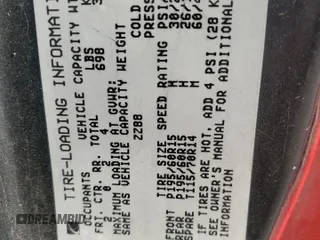 TIRE-LOADING INFORMATI
OCCUPANTS VEHICLE CAPACITY WT
FRT. CTR. RR. TOTAL LBS K
2 0 2 4 698 3
MAXIMUM LOADING AT GVWR:
SAME AS VEHICLE CAPACITY WEIGHT
2288
COLD
PRESS
TIRE SIZE SPEED RATING PSI
FRONT P195/60R15 H 30/
REAR P195/60R15 H 26/
SPARE T115/70R14 M 60/
IF TIRES ARE HOT, ADD 4 PSI (28 K
SEE OWNER'S MANUAL FOR
INFORMATION
DREAMBID